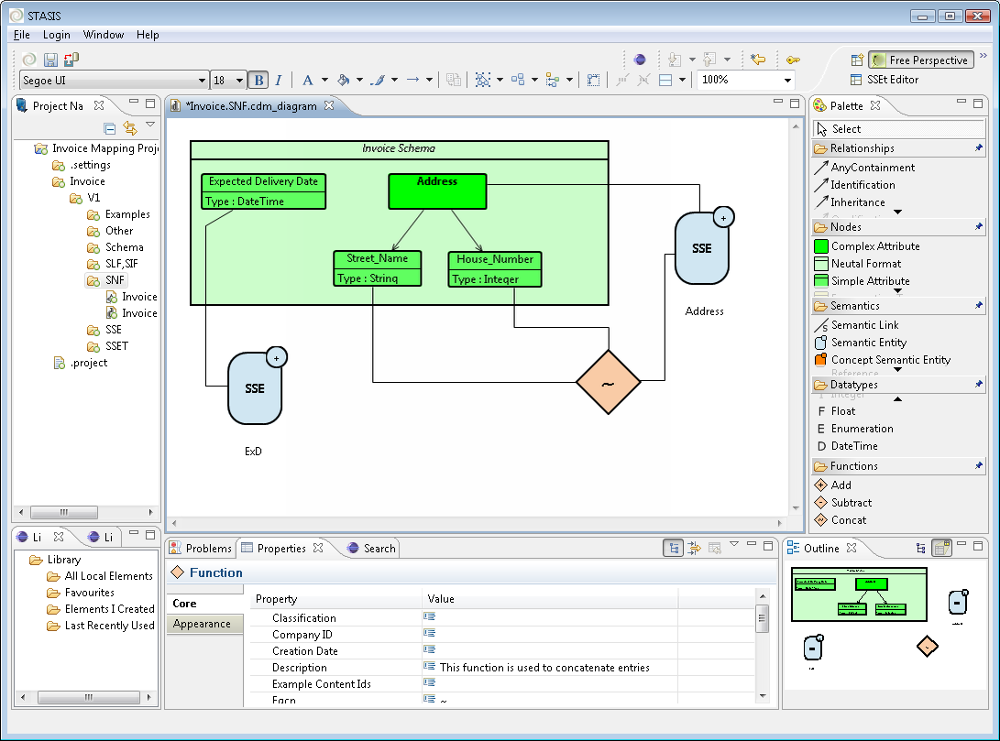 STASIS
File Login Window Help
Free Perspective
Segoe UI 18 B I A 100% SSEt Editor
Project Na
Invoice Mapping Proj
.settings
Invoice
V1
Examples
Other
Schema
SLF,SIF
SNF
Invoice
Invoice
SSE
SSET
.project
Li Li
Library
All Local Elements
Favourites
Elements I Created
Last Recently Used
*Invoice.SNF.cdm_diagram
Invoice Schema
Expected Delivery Date
Type : DateTime
Address
Street_Name
Type : String
House_Number
Type : Integer
SSE
Address
SSE
ExD
~
Palette
Select
Relationships
AnyContainment
Identification
Inheritance
Nodes
Complex Attribute
Neutal Format
Simple Attribute
Semantics
Semantic Link
Semantic Entity
Concept Semantic Entity
Reference
Datatypes
Integer
F Float
E Enumeration
D DateTime
Functions
Add
Subtract
Concat
Problems Properties Search
Function
Core
Appearance
Property Value
Classification
Company ID
Creation Date
Description This function is used to concatenate entries
Example Content Ids
Fqcn ~
Outline